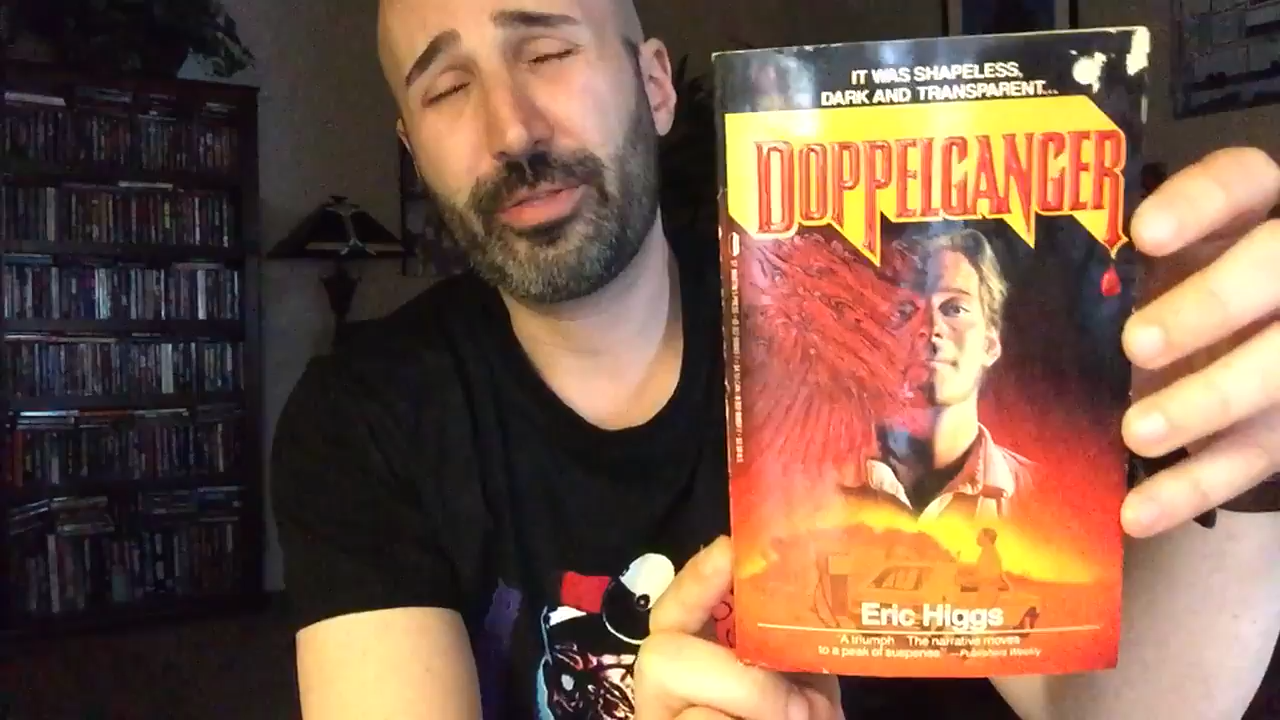 IT WAS SHAPELESS,
DARK AND TRANSPARENT...
DOPPELGANGER
Eric Higgs
"A triumph The narrative moves
to a peak of suspense" —Publishers Weekly